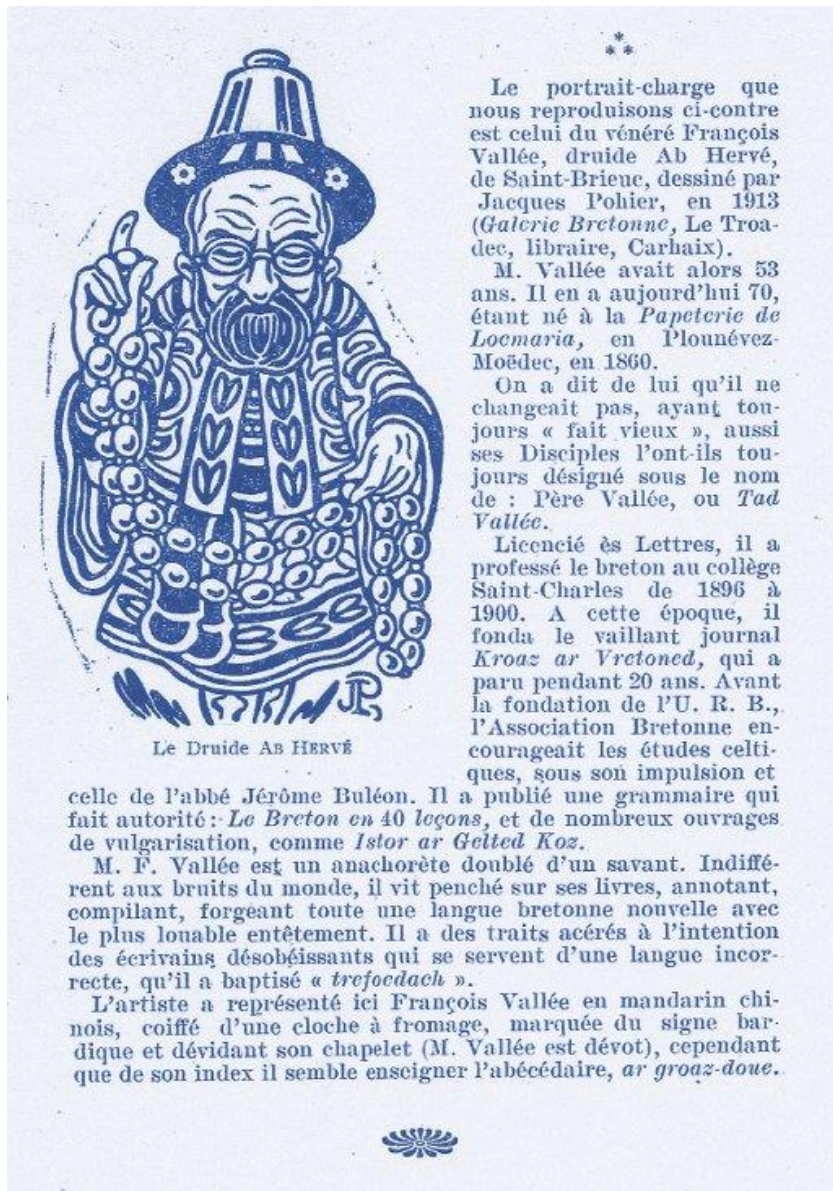 Le portrait-charge que
nous reproduisons ci-contre
est celui du vénéré François
Vallée, druide Ab Hervé,
de Saint-Brieuc, dessiné par
Jacques Pohier, en 1913
(Galerie Bretonne, Le Troa-
dec, libraire, Carhaix).
M. Vallée avait alors 53
ans. Il en a aujourd'hui 70,
étant né à la Papeterie de
Locmaria, en Plounévez-
Moëdec, en 1860.
On a dit de lui qu'il ne
changeait pas, ayant tou-
jours « fait vieux », aussi
ses Disciples l'ont-ils tou-
jours désigné sous le nom
de : Père Vallée, ou Tad
Vallée.
Licencié ès Lettres, il a
professé le breton au collège
Saint-Charles de 1896 à
1900. A cette époque, il
fonda le vaillant journal
Kroaz ar Vretoned, qui a
paru pendant 20 ans. Avant
la fondation de l'U. R. B.,
l'Association Bretonne en-
courageait les études celti-
ques, sous son impulsion et
JP
Le Druide AB HERVÉ
celle de l'abbé Jérôme Buléon. Il a publié une grammaire qui
fait autorité : Le Breton en 40 leçons, et de nombreux ouvrages
de vulgarisation, comme Istor ar Gelted Koz.
M. F. Vallée est un anachorète doublé d'un savant. Indiffé-
rent aux bruits du monde, il vit penché sur ses livres, annotant,
compilant, forgeant toute une langue bretonne nouvelle avec
le plus louable entêtement. Il a des traits acérés à l'intention
des écrivains désobéissants qui se servent d'une langue incor-
recte, qu'il a baptisé « trefoedach ».
L'artiste a représenté ici François Vallée en mandarin chi-
nois, coiffé d'une cloche à fromage, marquée du signe bar-
dique et dévidant son chapelet (M. Vallée est dévot), cependant
que de son index il semble enseigner l'abécédaire, ar groaz-doue.